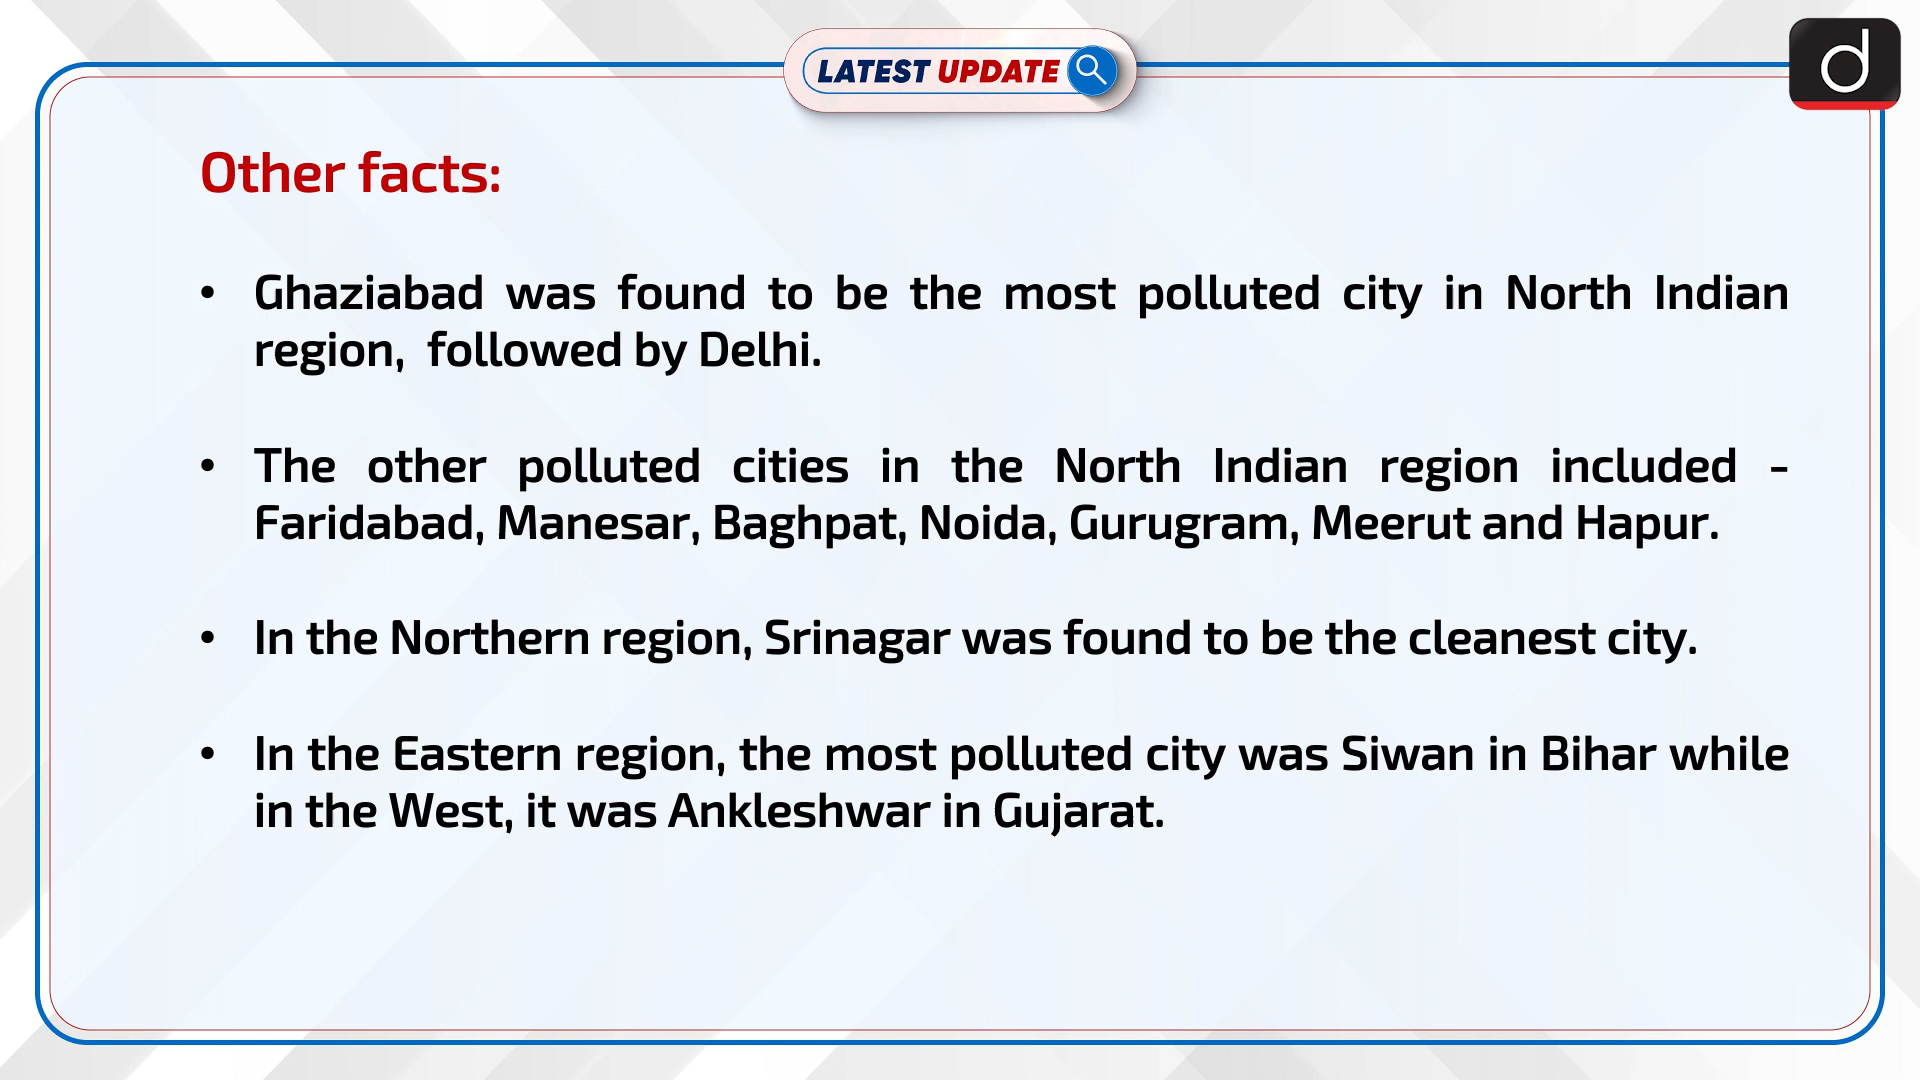 LATEST UPDATE
d
Other facts:
• Ghaziabad was found to be the most polluted city in North Indian
region,  followed by Delhi.
• The other polluted cities in the North Indian region included -
Faridabad, Manesar, Baghpat, Noida, Gurugram, Meerut and Hapur.
• In the Northern region, Srinagar was found to be the cleanest city.
• In the Eastern region, the most polluted city was Siwan in Bihar while
in the West, it was Ankleshwar in Gujarat.